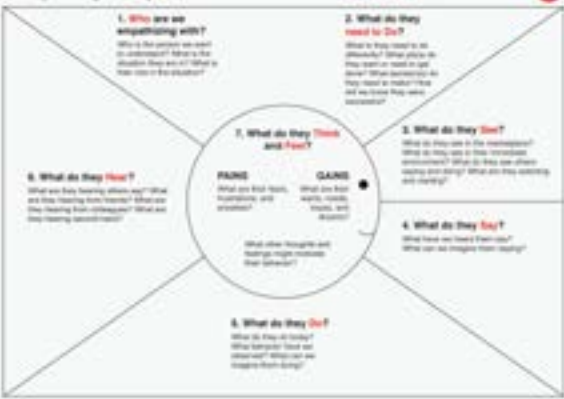 1. Who are we
empathizing with?
Who is the person we want
to understand? What is the
situation they are in? What is
their role in the situation?
2. What do they
need to Do?
What do they need to do
differently? What
they want or need to get
done? What decision(s) do
they need to make? How
will we know they were
successful?
3. What do they See?
What do they see in the marketplace?
What do they see in their immediate
environment? What do they see others
saying and doing? What are they watching
and reading?
4. What do they Say?
What have we heard them say?
What can we imagine them saying?
5. What do they Do?
What do they do today?
What behavior have we
observed? What can we
imagine them doing?
6. What do they Hear?
What are they hearing others say? What
are they hearing from friends? What are
they hearing from colleagues? What are
they hearing second-hand?
7. What do they Think
and Feel?
PAINS
What are their fears,
frustrations, and
anxieties?
GAINS
What are their
wants, needs,
hopes, and
dreams?
What other thoughts and
feelings might motivate
their behavior?